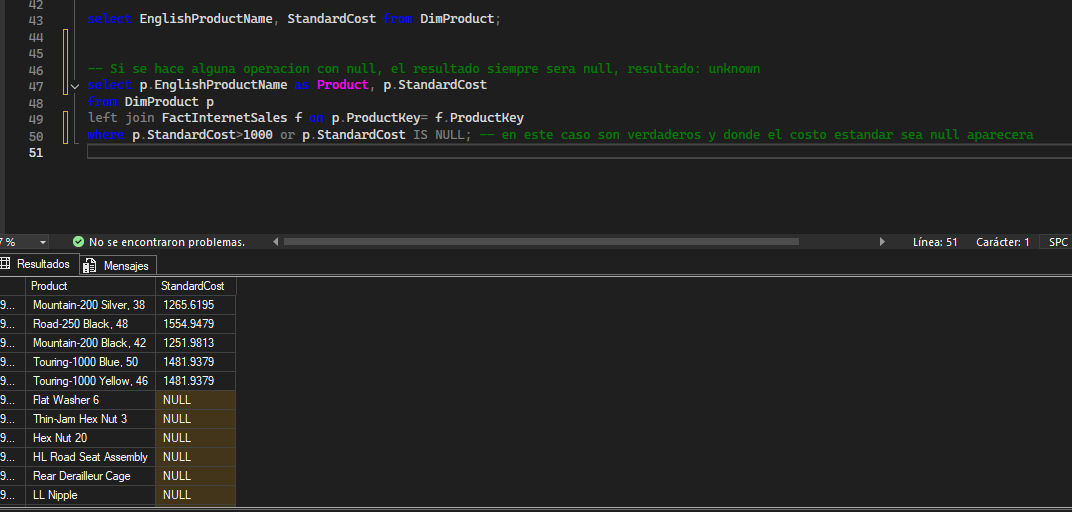 42
43 select EnglishProductName, StandardCost from DimProduct;
44
45
46 -- Si se hace alguna operacion con null, el resultado siempre sera null, resultado: unknown
47 select p.EnglishProductName as Product, p.StandardCost
48 from DimProduct p
49 left join FactInternetSales f on p.ProductKey= f.ProductKey
50 where p.StandardCost>1000 or p.StandardCost IS NULL; -- en este caso son verdaderos y donde el costo estandar sea null aparecera
51
7 % No se encontraron problemas. Línea: 51 Carácter: 1 SPC
Resultados Mensajes
Product StandardCost
9... Mountain-200 Silver, 38 1265.6195
9... Road-250 Black, 48 1554.9479
9... Mountain-200 Black, 42 1251.9813
9... Touring-1000 Blue, 50 1481.9379
9... Touring-1000 Yellow, 46 1481.9379
9... Flat Washer 6 NULL
9... Thin-Jam Hex Nut 3 NULL
9... Hex Nut 20 NULL
9... HL Road Seat Assembly NULL
9... Rear Derailleur Cage NULL
9... LL Nipple NULL